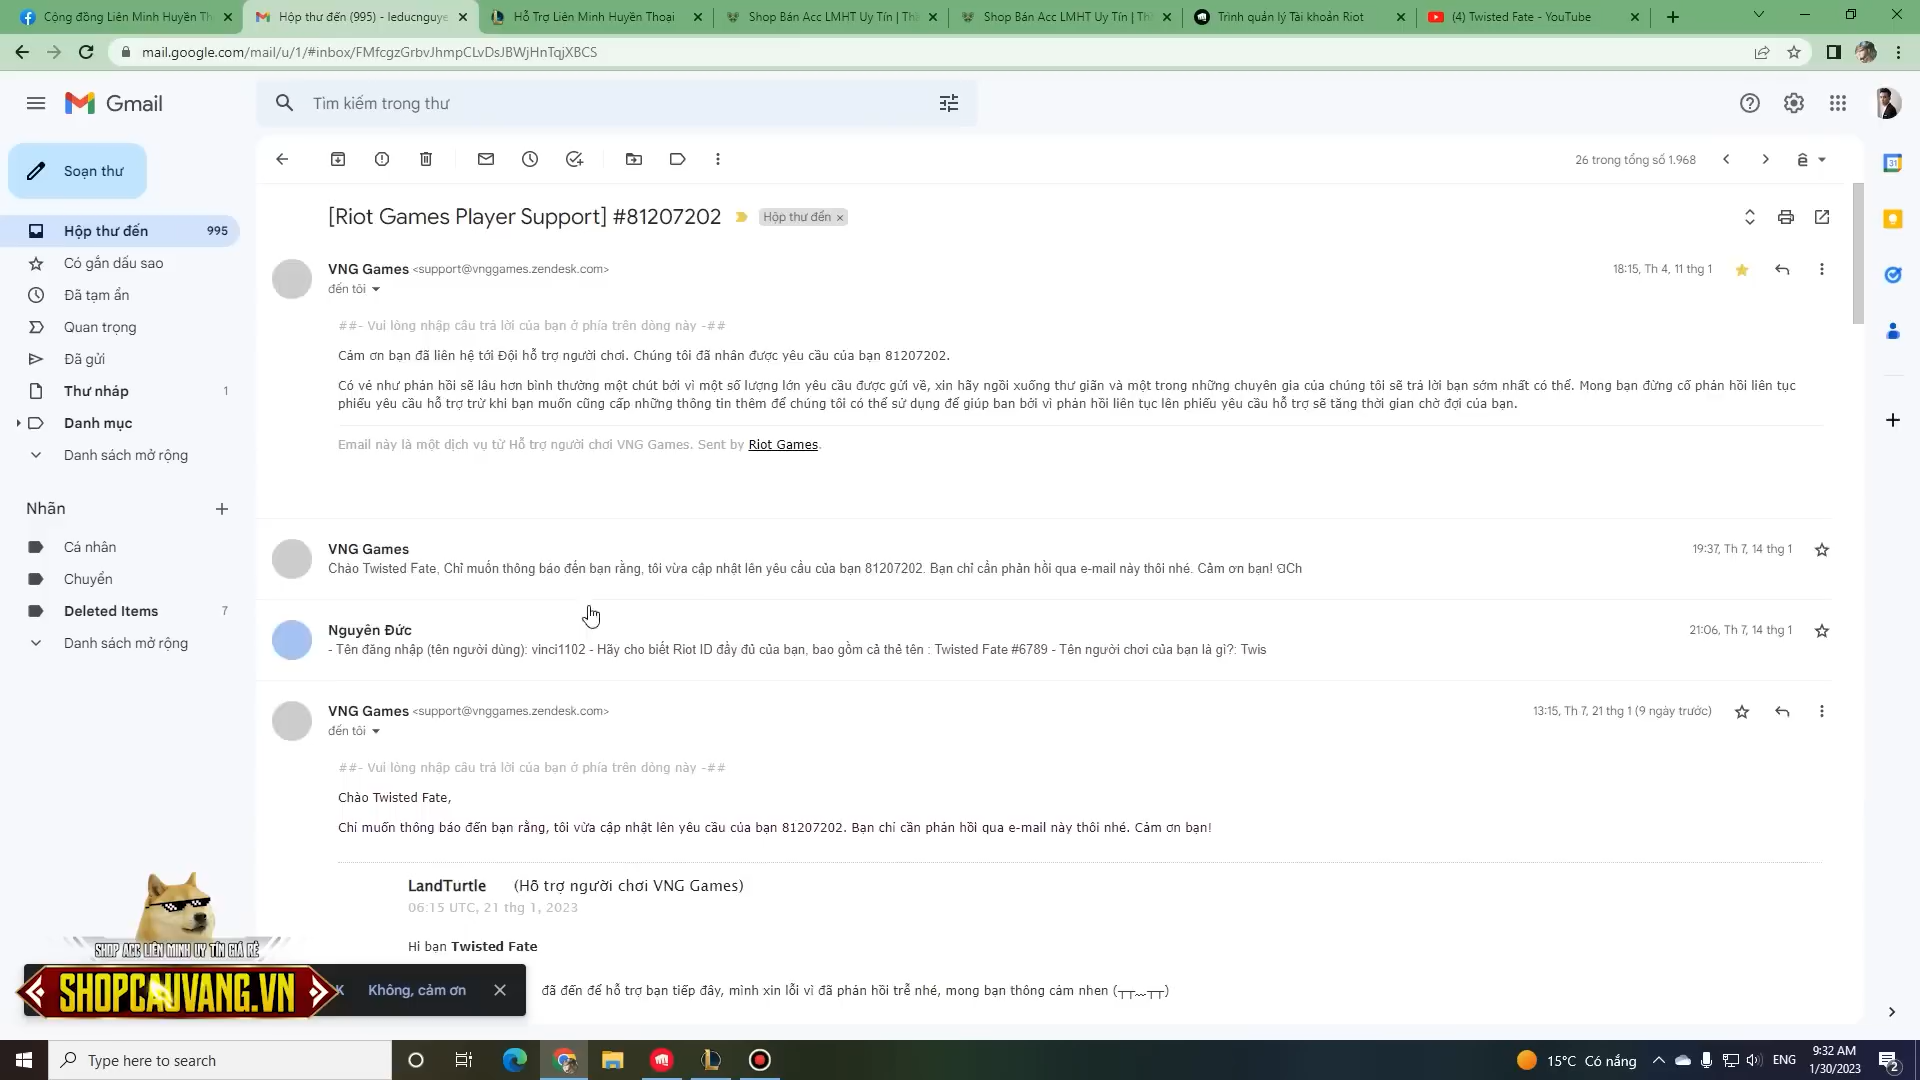 Cộng đồng Liên Minh Huyền Th
Hộp thư đến (995) - leducnguye
Hỗ Trợ Liên Minh Huyền Thoại
Shop Bán Acc LMHT Uy Tín | Th
Shop Bán Acc LMHT Uy Tín | Th
Trình quản lý Tài khoản Riot
(4) Twisted Fate - YouTube
mail.google.com/mail/u/1/#inbox/FMfcgzGrbvJhmpCLvDsJBWjHnTqjXBCS
Gmail
Tìm kiếm trong thư
Soạn thư
26 trong tổng số 1.968
31
[Riot Games Player Support] #81207202
Hộp thư đến ×
Hộp thư đến 995
Có gắn dấu sao
Đã tạm ẩn
Quan trọng
Đã gửi
Thư nháp 1
Danh mục
Danh sách mở rộng
Nhãn
Cá nhân
Chuyển
Deleted Items 7
Danh sách mở rộng
VNG Games <support@vnggames.zendesk.com>
18:15, Th 4, 11 thg 1
đến tôi
##- Vui lòng nhập câu trả lời của bạn ở phía trên dòng này -##
Cảm ơn bạn đã liên hệ tới Đội hỗ trợ người chơi. Chúng tôi đã nhân được yêu cầu của bạn 81207202.
Có vẻ như phản hồi sẽ lâu hơn bình thường một chút bởi vì một số lượng lớn yêu cầu được gửi về, xin hãy ngồi xuống thư giãn và một trong những chuyên gia của chúng tôi sẽ trả lời bạn sớm nhất có thể. Mong bạn đừng cố phản hồi liên tục
phiếu yêu cầu hỗ trợ trừ khi bạn muốn cũng cấp những thông tin thêm để chúng tôi có thể sử dụng để giúp ban bởi vì phản hồi liên tục lên phiếu yêu cầu hỗ trợ sẽ tăng thời gian chờ đợi của bạn.
Email này là một dịch vụ từ Hỗ trợ người chơi VNG Games. Sent by Riot Games.
VNG Games
19:37, Th 7, 14 thg 1
Chào Twisted Fate, Chỉ muốn thông báo đến bạn rằng, tôi vừa cập nhật lên yêu cầu của bạn 81207202. Bạn chỉ cần phản hồi qua e-mail này thôi nhé. Cảm ơn bạn!
Nguyên Đức
21:06, Th 7, 14 thg 1
- Tên đăng nhập (tên người dùng): vinci1102 - Hãy cho biết Riot ID đầy đủ của bạn, bao gồm cả thẻ tên : Twisted Fate #6789 - Tên người chơi của bạn là gì?: Twis
VNG Games <support@vnggames.zendesk.com>
13:15, Th 7, 21 thg 1 (9 ngày trước)
đến tôi
##- Vui lòng nhập câu trả lời của bạn ở phía trên dòng này -##
Chào Twisted Fate,
Chỉ muốn thông báo đến bạn rằng, tôi vừa cập nhật lên yêu cầu của bạn 81207202. Bạn chỉ cần phản hồi qua e-mail này thôi nhé. Cảm ơn bạn!
LandTurtle (Hỗ trợ người chơi VNG Games)
06:15 UTC, 21 thg 1, 2023
Hi bạn Twisted Fate
đã đến để hỗ trợ bạn tiếp đây, mình xin lỗi vì đã phản hồi trễ nhé, mong bạn thông cảm nhen (┬┬﹏┬┬)
SHOP ACC LIÊN MINH UY TÍN GIÁ RẺ
SHOPCAUVANG.VN
K Không, cảm ơn
Type here to search
15°C Có nắng
ENG
9:32 AM
1/30/2023
2